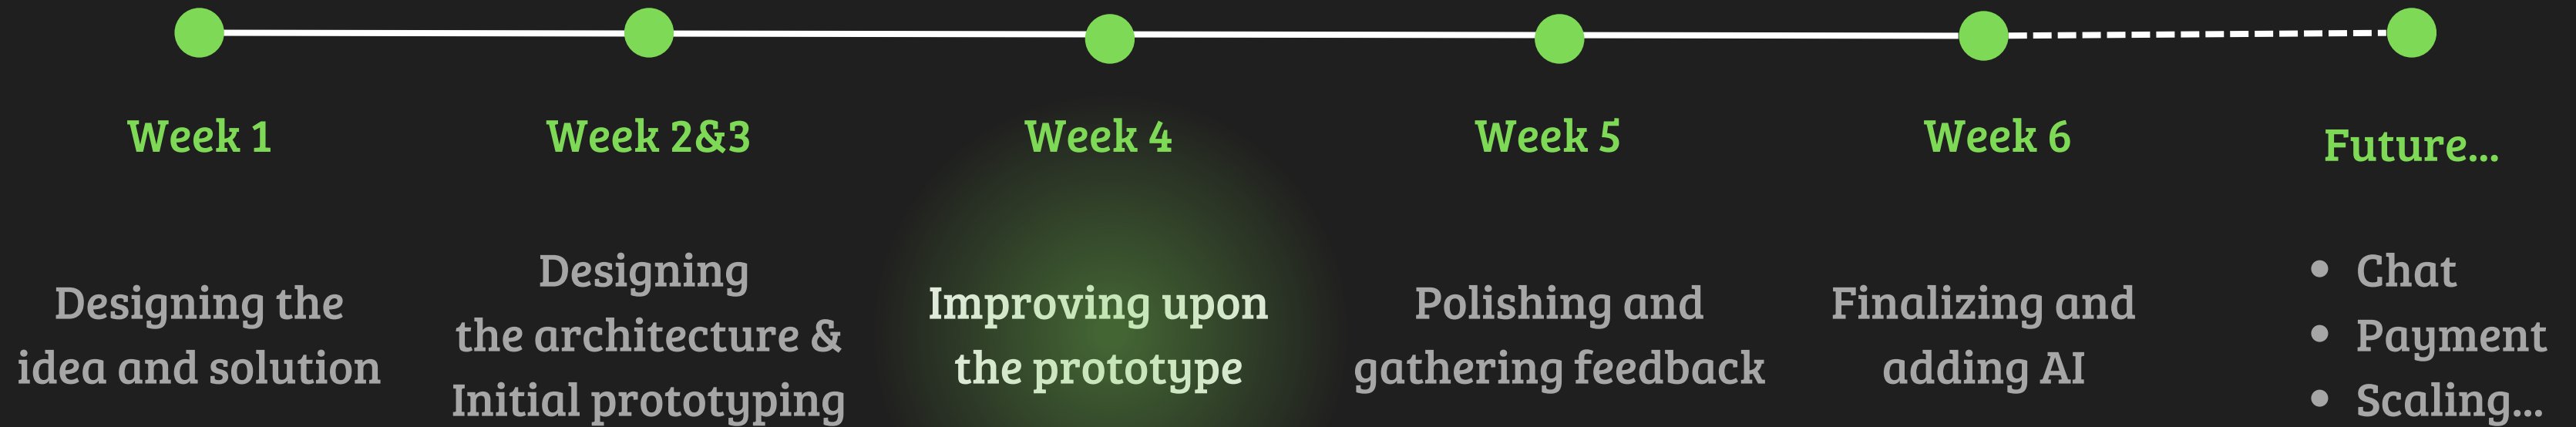 Week 1
Designing the
idea and solution
Week 2&3
Designing
the architecture &
Initial prototyping
Week 4
Improving upon
the prototype
Week 5
Polishing and
gathering feedback
Week 6
Finalizing and
adding AI
Future...
• Chat
• Payment
• Scaling...